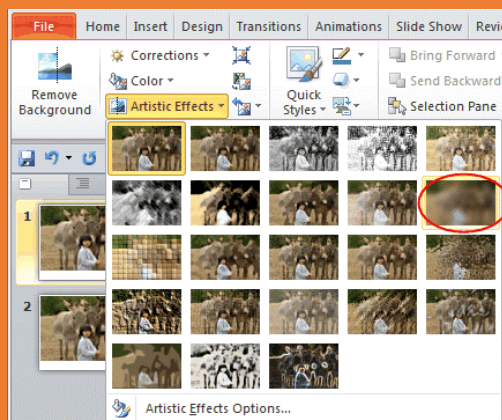 File Home Insert Design Transitions Animations Slide Show Revi
Corrections
Bring Forward
Color
Send Backward
Remove
Background
Quick
Styles
Artistic Effects
Selection Pane
1
2
Artistic Effects Options...